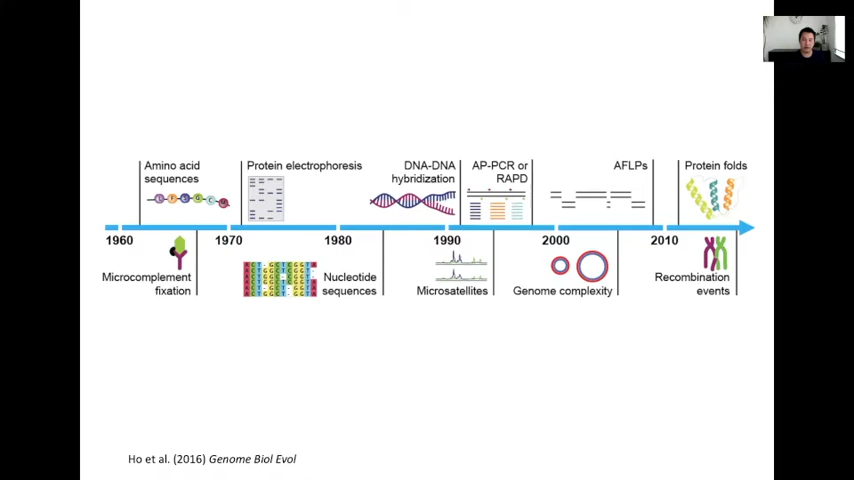 Amino acid
sequences
Protein electrophoresis
DNA-DNA
hybridization
AP-PCR or
RAPD
AFLPs
Protein folds
1960
1970
1980
1990
2000
2010
Microcomplement
fixation
Nucleotide
sequences
Microsatellites
Genome complexity
Recombination
events
Ho et al. (2016) Genome Biol Evol